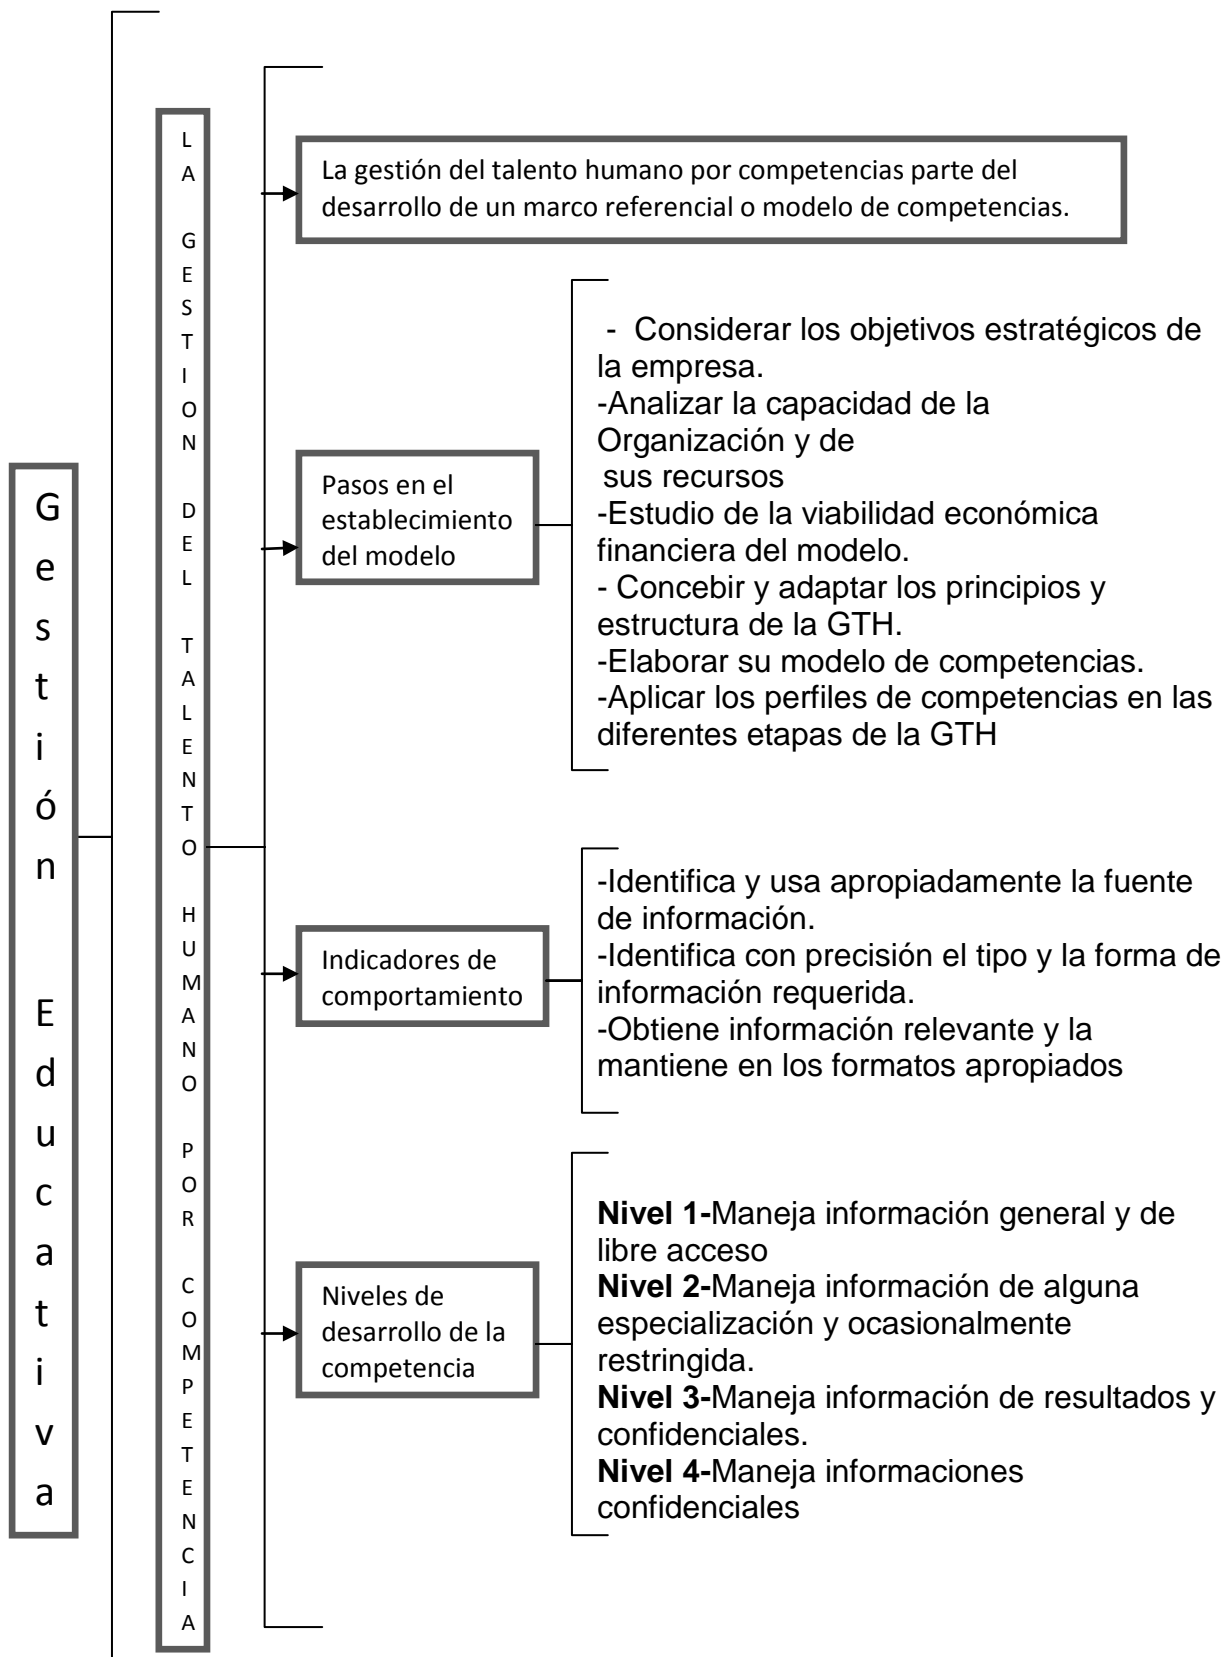 Gestión Educativa
LA GESTION DEL TALENTO HUMANO POR COMPETENCIA
La gestión del talento humano por competencias parte del
desarrollo de un marco referencial o modelo de competencias.
Pasos en el
establecimiento
del modelo
- Considerar los objetivos estratégicos de
la empresa.
-Analizar la capacidad de la
Organización y de
sus recursos
-Estudio de la viabilidad económica
financiera del modelo.
- Concebir y adaptar los principios y
estructura de la GTH.
-Elaborar su modelo de competencias.
-Aplicar los perfiles de competencias en las
diferentes etapas de la GTH
Indicadores de
comportamiento
-Identifica y usa apropiadamente la fuente
de información.
-Identifica con precisión el tipo y la forma de
información requerida.
-Obtiene información relevante y la
mantiene en los formatos apropiados
Niveles de
desarrollo de la
competencia
Nivel 1-Maneja información general y de
libre acceso
Nivel 2-Maneja información de alguna
especialización y ocasionalmente
restringida.
Nivel 3-Maneja información de resultados y
confidenciales.
Nivel 4-Maneja informaciones
confidenciales